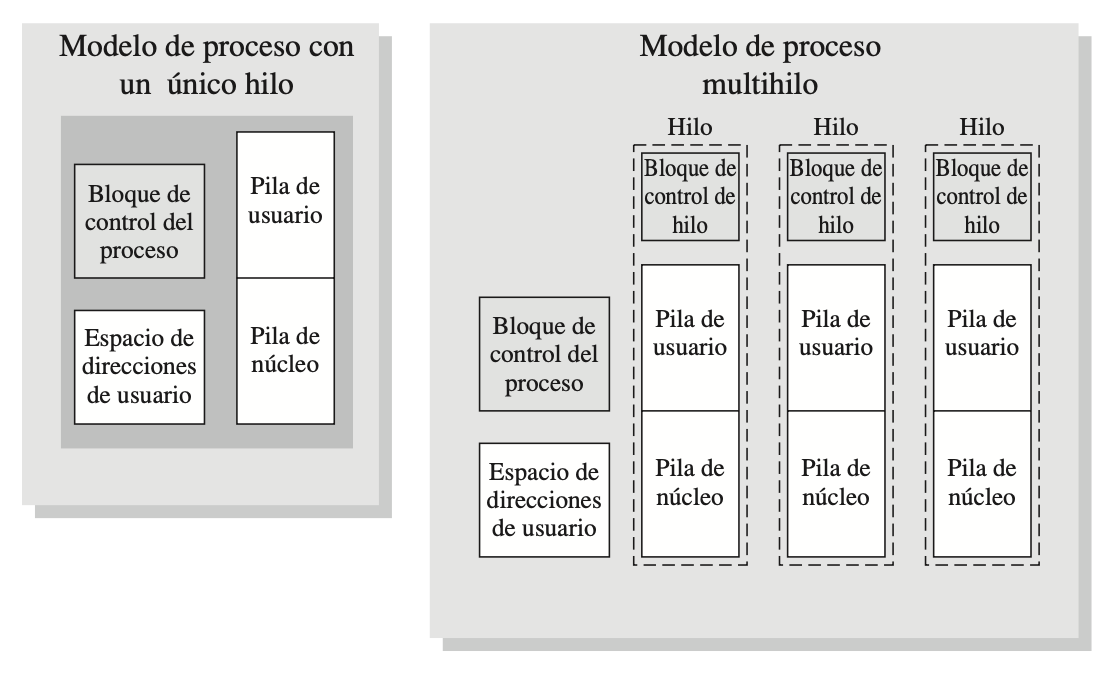 Modelo de proceso con
un único hilo
Bloque de
control del
proceso
Pila de
usuario
Espacio de
direcciones
de usuario
Pila de
núcleo
Modelo de proceso
multihilo
Bloque de
control del
proceso
Espacio de
direcciones
de usuario
Hilo
Bloque de
control de
hilo
Pila de
usuario
Pila de
núcleo
Hilo
Bloque de
control de
hilo
Pila de
usuario
Pila de
núcleo
Hilo
Bloque de
control de
hilo
Pila de
usuario
Pila de
núcleo